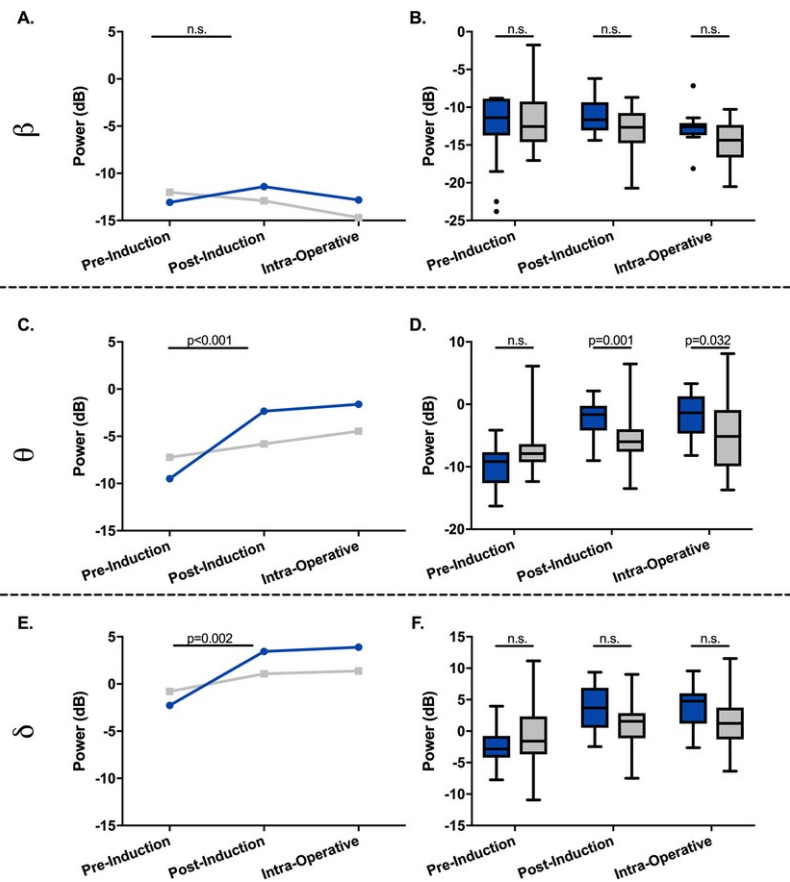 A.
B.
n.s.
n.s.
n.s.
n.s.
β
Power (dB)
5
0
-5
-10
-15
Pre-Induction
Post-Induction
Intra-Operative
Power (dB)
0
-5
-10
-15
-20
-25
Pre-Induction
Post-Induction
Intra-Operative
C.
D.
p<0.001
n.s.
p=0.001
p=0.032
θ
Power (dB)
5
0
-5
-10
-15
Pre-Induction
Post-Induction
Intra-Operative
Power (dB)
10
0
-10
-20
Pre-Induction
Post-Induction
Intra-Operative
E.
F.
p=0.002
n.s.
n.s.
n.s.
δ
Power (dB)
5
0
-5
-10
-15
Pre-Induction
Post-Induction
Intra-Operative
Power (dB)
15
10
5
0
-5
-10
-15
Pre-Induction
Post-Induction
Intra-Operative